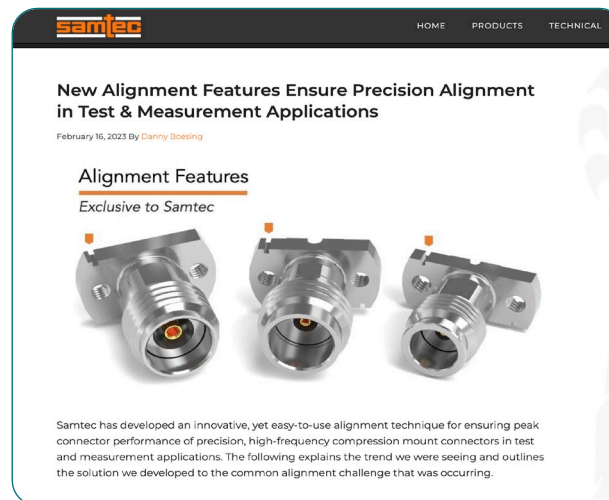 samtec
HOME PRODUCTS TECHNICAL
New Alignment Features Ensure Precision Alignment
in Test & Measurement Applications
February 16, 2023 By Danny Boesing
Alignment Features
Exclusive to Samtec
Samtec has developed an innovative, yet easy-to-use alignment technique for ensuring peak
connector performance of precision, high-frequency compression mount connectors in test
and measurement applications. The following explains the trend we were seeing and outlines
the solution we developed to the common alignment challenge that was occurring.